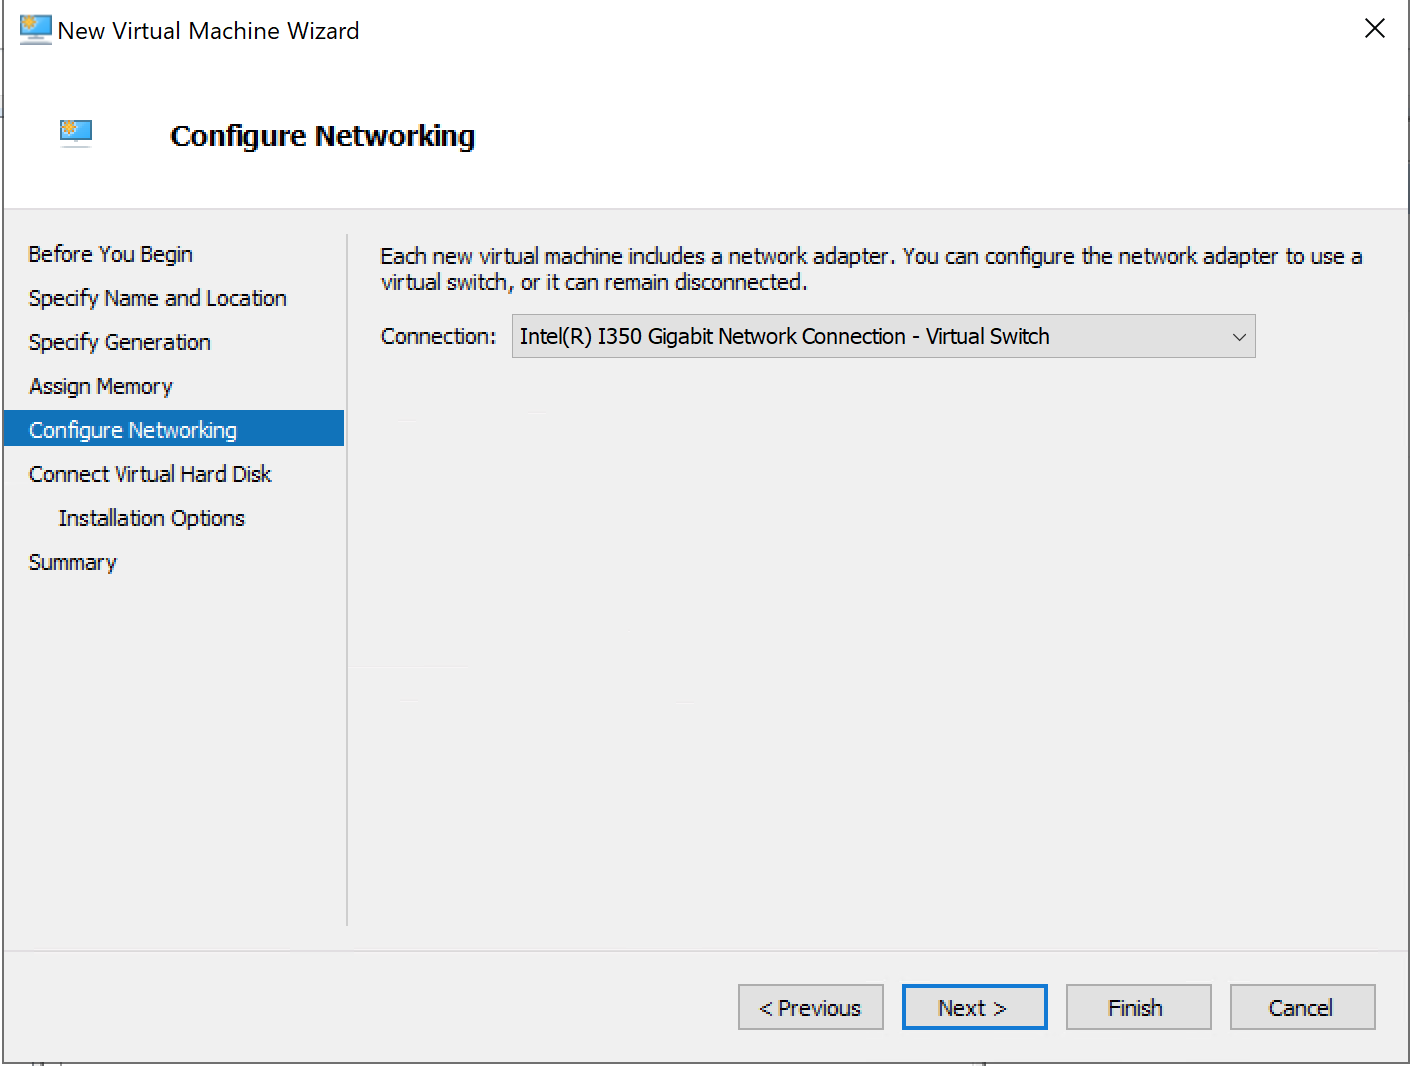 New Virtual Machine Wizard
Configure Networking
Before You Begin
Specify Name and Location
Specify Generation
Assign Memory
Configure Networking
Connect Virtual Hard Disk
Installation Options
Summary
Each new virtual machine includes a network adapter. You can configure the network adapter to use a
virtual switch, or it can remain disconnected.
Connection: Intel(R) I350 Gigabit Network Connection - Virtual Switch
< Previous Next > Finish Cancel